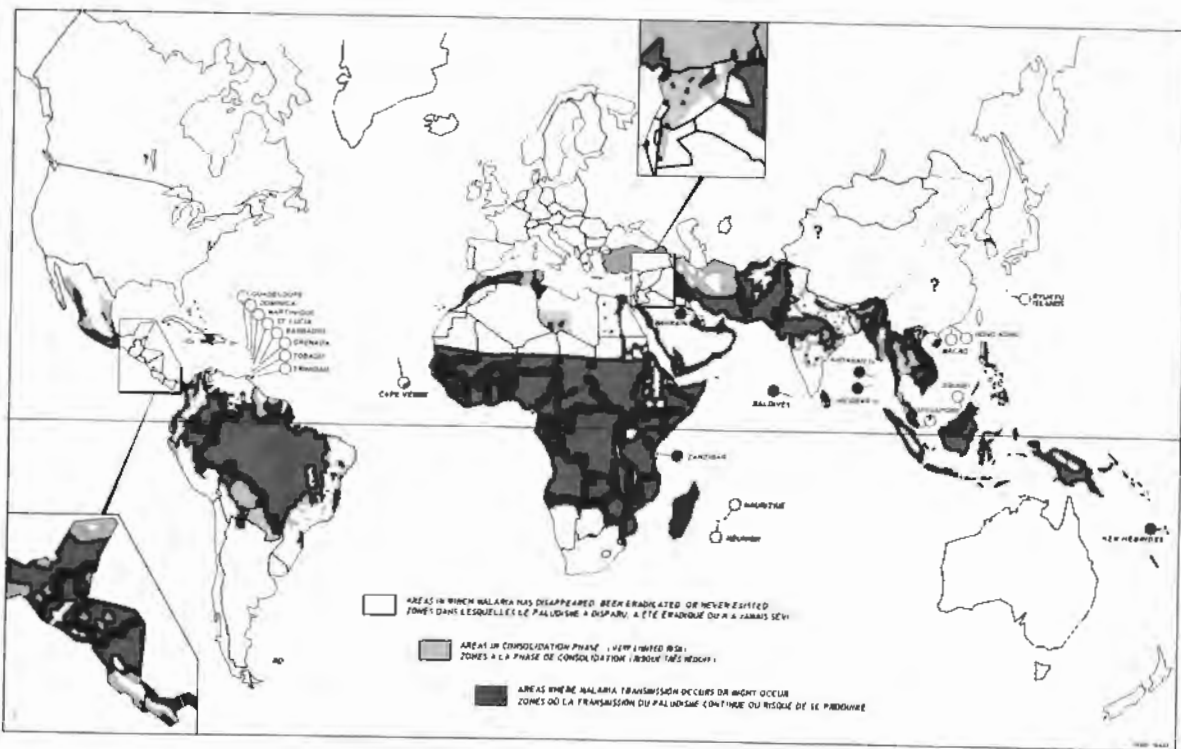 GUADELOUPE
DOMINICA
MARTINIQUE
ST LUCIA
BARBADOS
GRENADA
TOBAGO
TRINIDAD
CAPE VERDE
BAHRAIN
MALDIVES
ZANZIBAR
MAURITIUS
REUNION
RYUKYU
ISLANDS
HONG KONG
MACAO
BRUNEI
SINGAPORE
NEW HEBRIDES
?
?
AREAS IN WHICH MALARIA HAS DISAPPEARED, BEEN ERADICATED, OR NEVER EXISTED
ZONES DANS LESQUELLES LE PALUDISME A DISPARU, A ÉTÉ ÉRADIQUÉ OU N'A JAMAIS SÉVI
AREAS IN CONSOLIDATION PHASE (VERY LIMITED RISK)
ZONES A LA PHASE DE CONSOLIDATION (RISQUE TRÈS RÉDUIT)
AREAS WHERE MALARIA TRANSMISSION OCCURS OR MIGHT OCCUR
ZONES OÙ LA TRANSMISSION DU PALUDISME CONTINUE OU RISQUE DE SE PRODUIRE